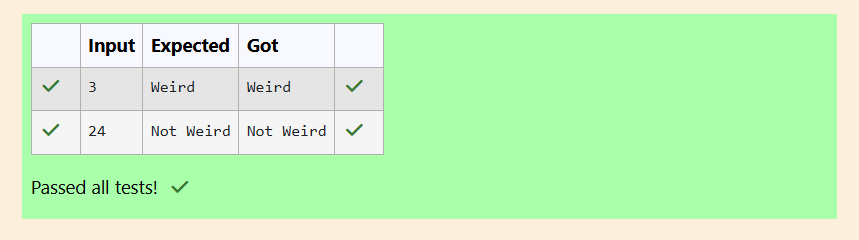 Input Expected Got
3 Weird Weird
24 Not Weird Not Weird
Passed all tests!